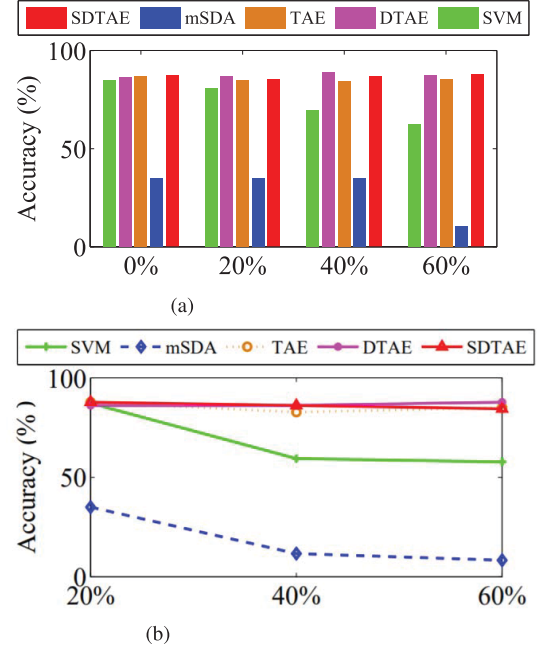 SDTAE mSDA TAE DTAE SVM
100
50
0
Accuracy (%)
0% 20% 40% 60%
(a)
SVM mSDA TAE DTAE SDTAE
100
50
0
Accuracy (%)
20% 40% 60%
(b)